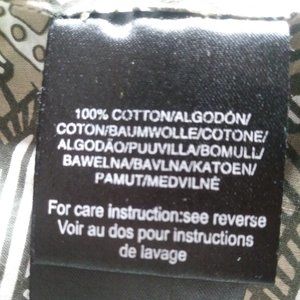 100% COTTON/ALGODÓN/
COTON/BAUMWOLLE/COTONE/
ALGODÃO/PUUVILLA/BOMULL/
BAWELNA/BAVLNA/KATOEN/
PAMUT/MEDVILNÉ
For care instruction:see reverse
Voir au dos pour instructions
de lavage